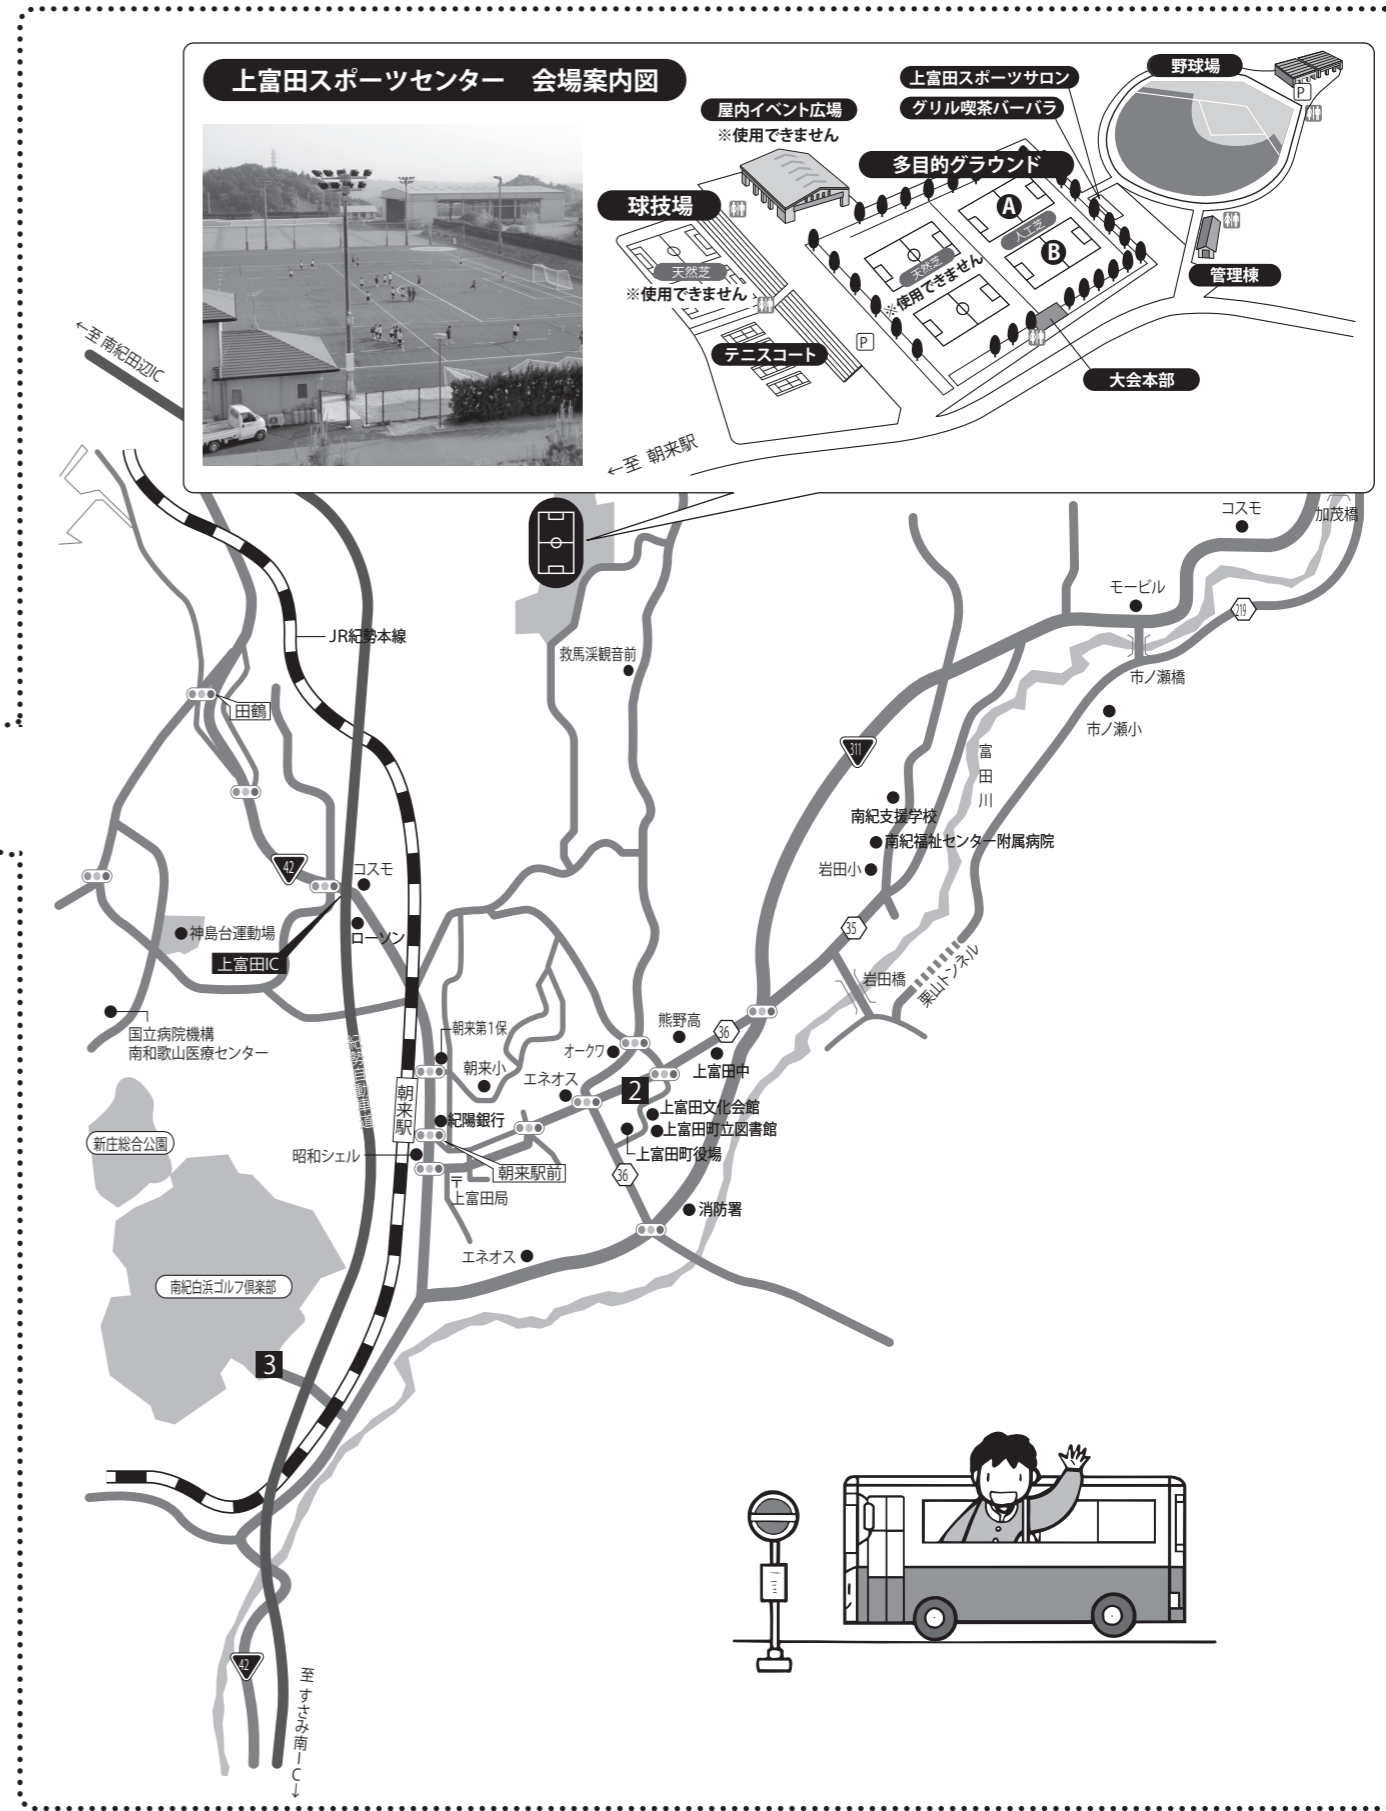 上富田スポーツセンター　会場案内図
屋内イベント広場
※使用できません
上富田スポーツサロン
グリル喫茶バーバラ
野球場
P
多目的グラウンド
球技場
A
人工芝
B
天然芝
※使用できません
天然芝
※使用できません
管理棟
テニスコート
P
大会本部
←至 朝来駅
←至 南紀田辺IC
コスモ
加茂橋
モービル
219
JR紀勢本線
救馬渓観音前
市ノ瀬橋
田鶴
市ノ瀬小
311
富田川
南紀支援学校
南紀福祉センター附属病院
岩田小
42
コスモ
35
神島台運動場
ローソン
上富田IC
岩田橋
栗山トンネル
国立病院機構
南和歌山医療センター
朝来第1保
朝来小
オークワ
熊野高
36
上富田中
エネオス
2
朝来駅
紀陽銀行
上富田文化会館
上富田町立図書館
上富田町役場
新庄総合公園
昭和シェル
朝来駅前
〒
上富田局
36
消防署
エネオス
南紀白浜ゴルフ倶楽部
3
42
至 すさみ南IC→